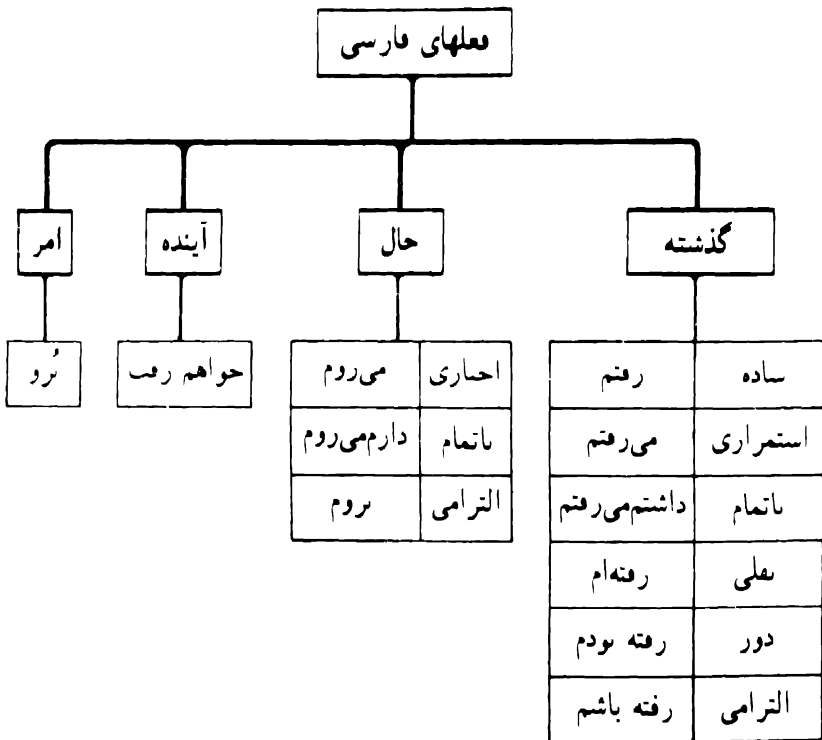 فعلهای فارسی
گذشته
حال
آینده
امر
ساده رفتم
استمراری می‌رفتم
ناتمام داشتم‌می‌رفتم
نقلی رفته‌ام
دور رفته بودم
التزامی رفته باشم
اخباری می‌روم
ناتمام دارم‌می‌روم
التزامی بروم
خواهم رفت
بُرو